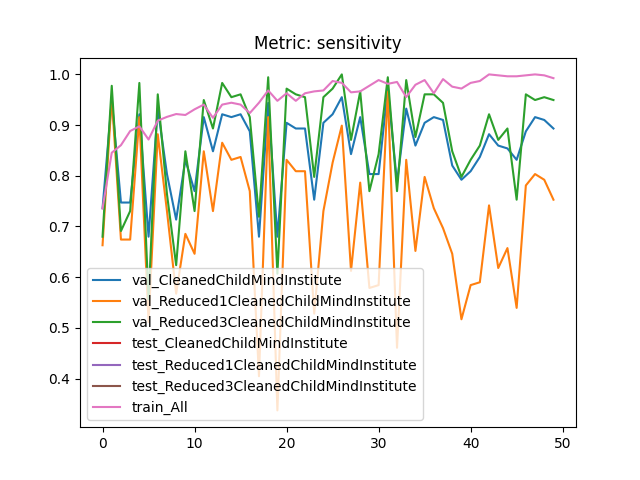 Metric: sensitivity
1.0
0.9
0.8
0.7
0.6
0.5
0.4
val_CleanedChildMindInstitute
val_Reduced1CleanedChildMindInstitute
val_Reduced3CleanedChildMindInstitute
test_CleanedChildMindInstitute
test_Reduced1CleanedChildMindInstitute
test_Reduced3CleanedChildMindInstitute
train_All
0 10 20 30 40 50